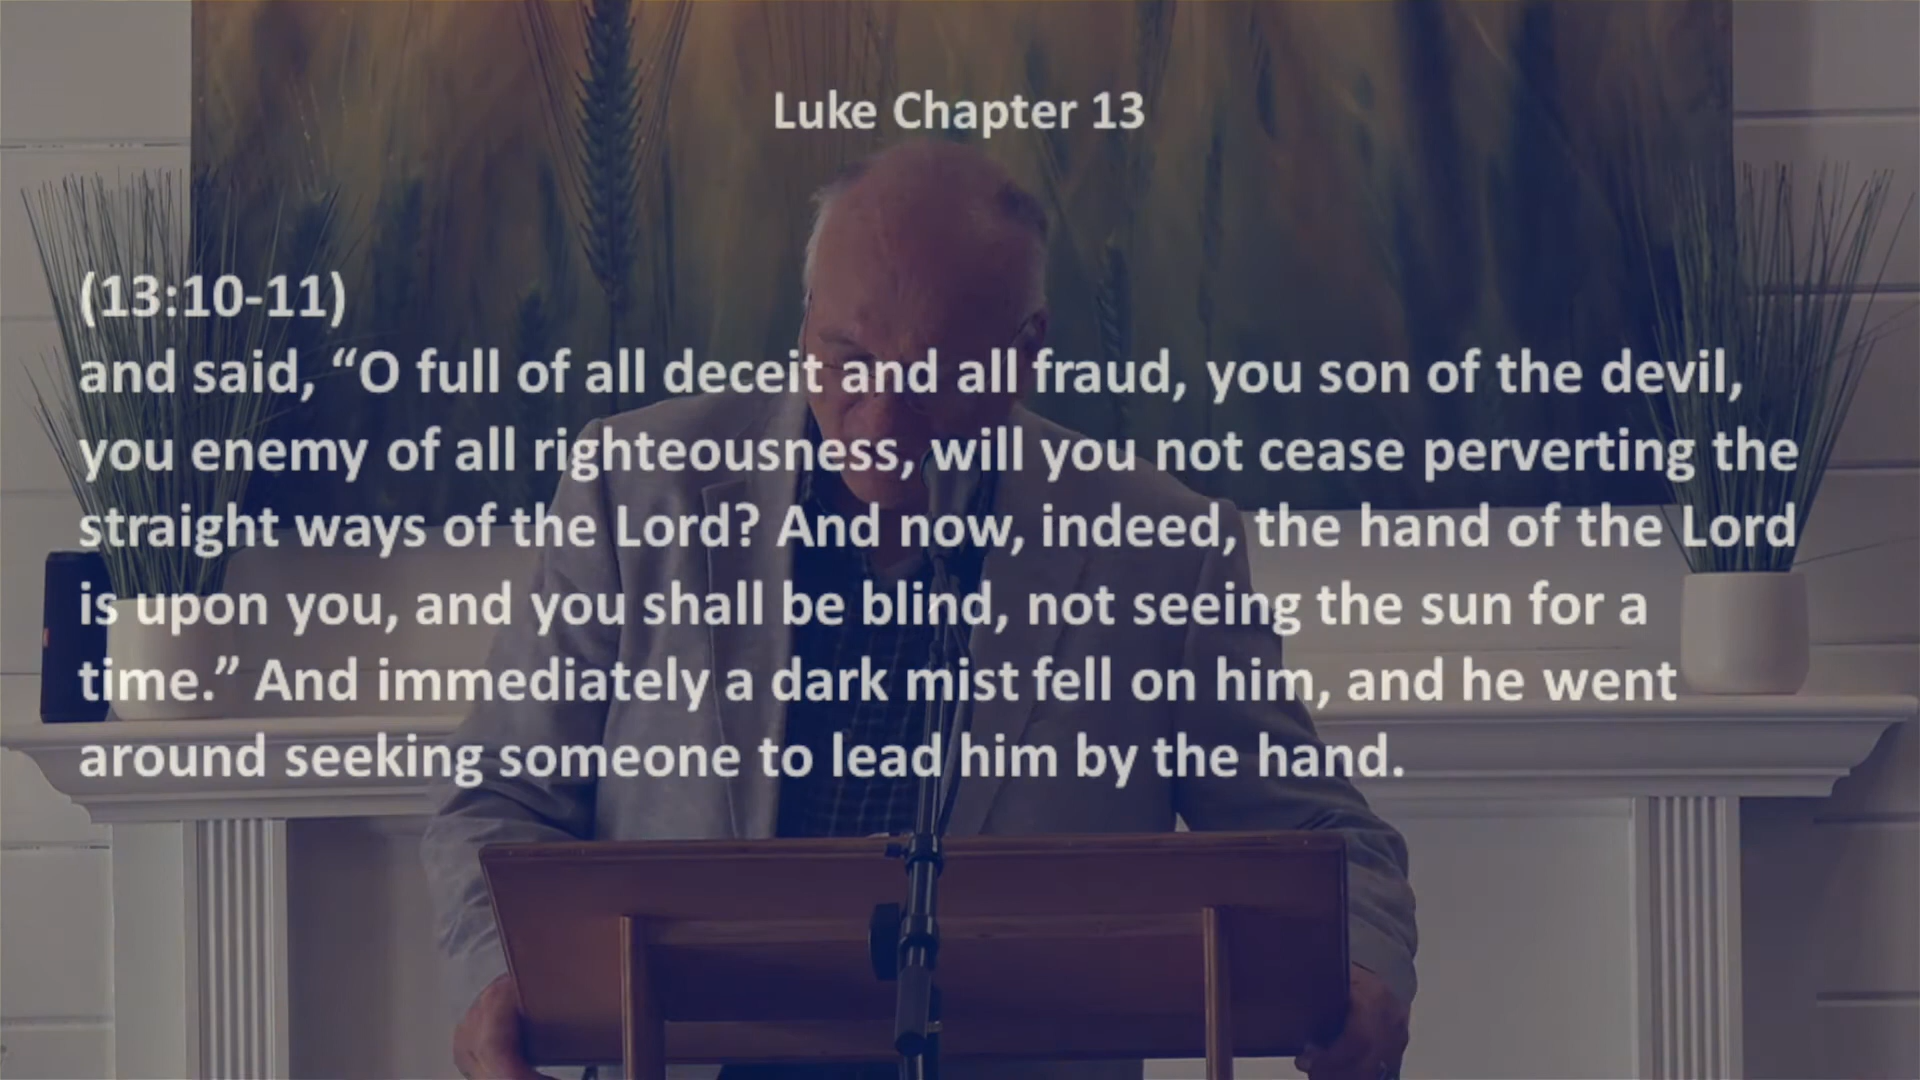 Luke Chapter 13
(13:10-11)
and said, “O full of all deceit and all fraud, you son of the devil,
you enemy of all righteousness, will you not cease perverting the
straight ways of the Lord? And now, indeed, the hand of the Lord
is upon you, and you shall be blind, not seeing the sun for a
time.” And immediately a dark mist fell on him, and he went
around seeking someone to lead him by the hand.